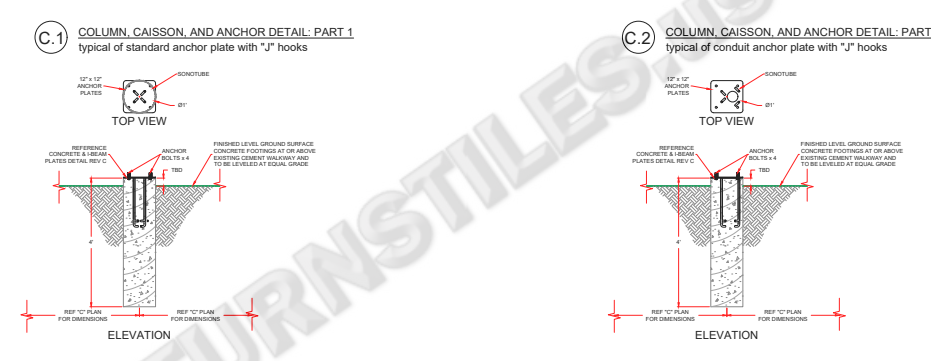 C.1
COLUMN, CAISSON, AND ANCHOR DETAIL: PART 1
typical of standard anchor plate with "J" hooks
12" x 12"
ANCHOR
PLATES
SONOTUBE
Ø1'
TOP VIEW
REFERENCE
CONCRETE & I-BEAM
PLATES DETAIL REV C
ANCHOR
BOLTS x 4
FINISHED LEVEL GROUND SURFACE
CONCRETE FOOTINGS AT OR ABOVE
EXISTING CEMENT WALKWAY AND
TO BE LEVELED AT EQUAL GRADE
TBD
4'
REF "C" PLAN
FOR DIMENSIONS
REF "C" PLAN
FOR DIMENSIONS
ELEVATION
C.2
COLUMN, CAISSON, AND ANCHOR DETAIL: PART
typical of conduit anchor plate with "J" hooks
12" x 12"
ANCHOR
PLATES
SONOTUBE
Ø1'
TOP VIEW
REFERENCE
CONCRETE & I-BEAM
PLATES DETAIL REV C
ANCHOR
BOLTS x 4
FINISHED LEVEL GROUND SURFACE
CONCRETE FOOTINGS AT OR ABOVE
EXISTING CEMENT WALKWAY AND
TO BE LEVELED AT EQUAL GRADE
TBD
4'
REF "C" PLAN
FOR DIMENSIONS
REF "C" PLAN
FOR DIMENSIONS
ELEVATION
TURNSTILES.us